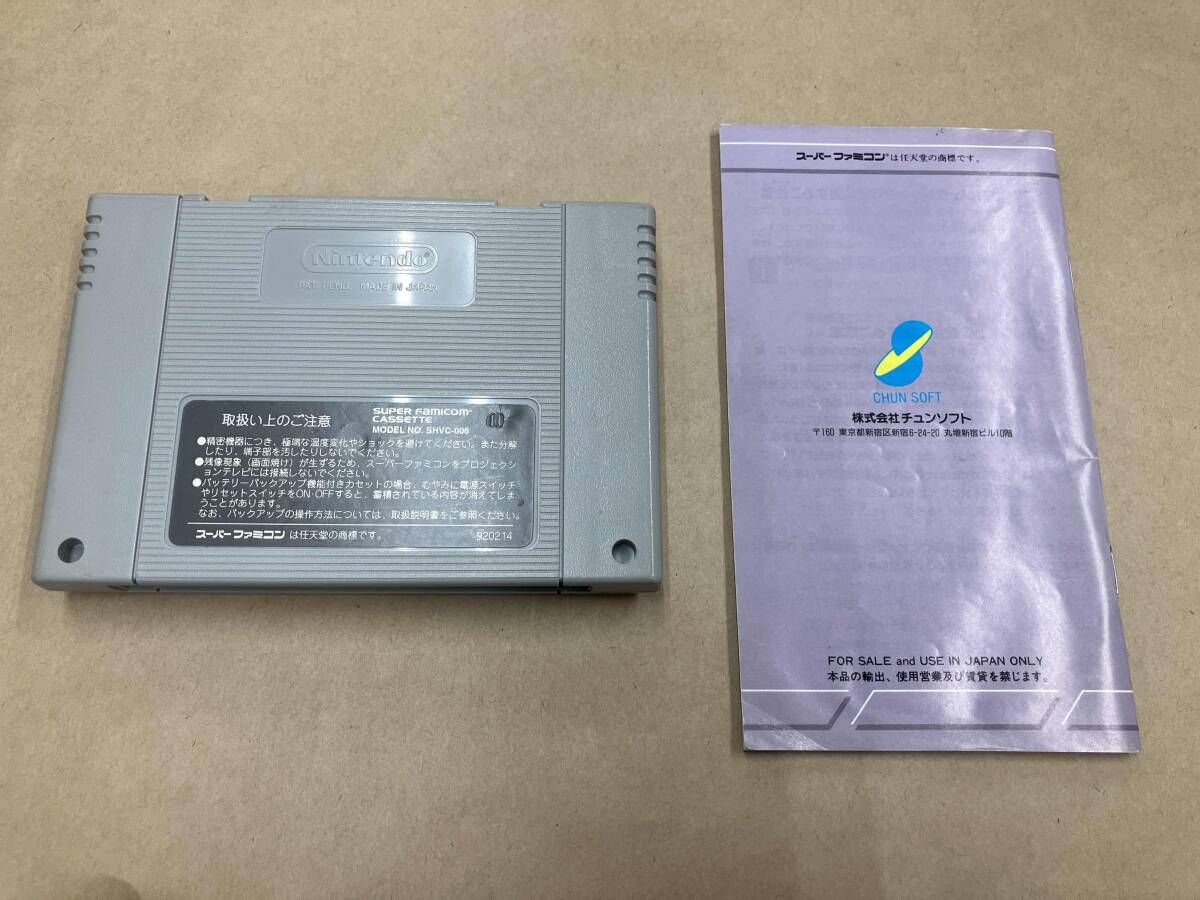 Nintendo®
PAT. PEND. MADE IN JAPAN
取扱い上のご注意
SUPER FAMICOM™
CASSETTE
MODEL NO. SHVC-006
●精密機器につき、極端な温度変化やショックを避けてください。また分解
したり、端子部を汚したりしないでください。
●残像現象（画面焼け）が生ずるため、スーパーファミコンをプロジェクシ
ョンテレビには接続しないでください。
●バッテリーバックアップ機能付きカセットの場合、むやみに電源スイッチ
やリセットスイッチをON・OFFすると、蓄積されている内容が消えてしま
うことがあります。
なお、バックアップの操作方法については、取扱説明書をご参照ください。
スーパーファミコン は任天堂の商標です。
920214
スーパーファミコン®は任天堂の商標です。
CHUN SOFT
株式会社チュンソフト
〒160 東京都新宿区新宿6-24-20 丸増新宿ビル10階
FOR SALE and USE IN JAPAN ONLY
本品の輸出、使用営業及び賃貸を禁じます。